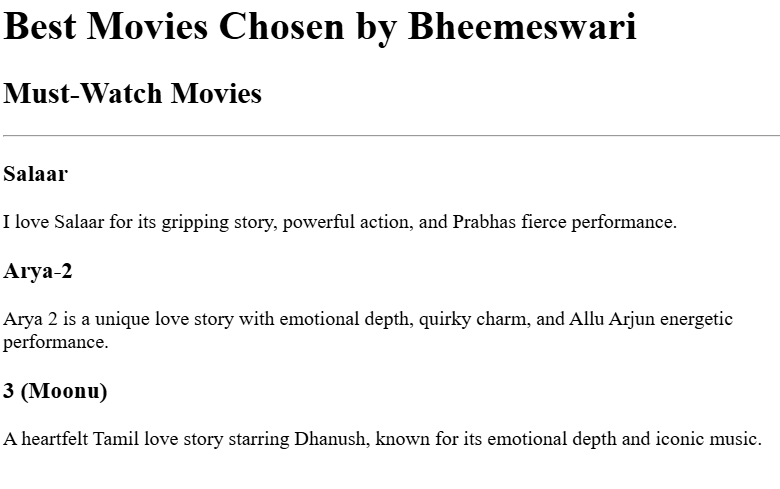 Best Movies Chosen by Bheemeswari
Must-Watch Movies
Salaar
I love Salaar for its gripping story, powerful action, and Prabhas fierce performance.
Arya-2
Arya 2 is a unique love story with emotional depth, quirky charm, and Allu Arjun energetic
performance.
3 (Moonu)
A heartfelt Tamil love story starring Dhanush, known for its emotional depth and iconic music.